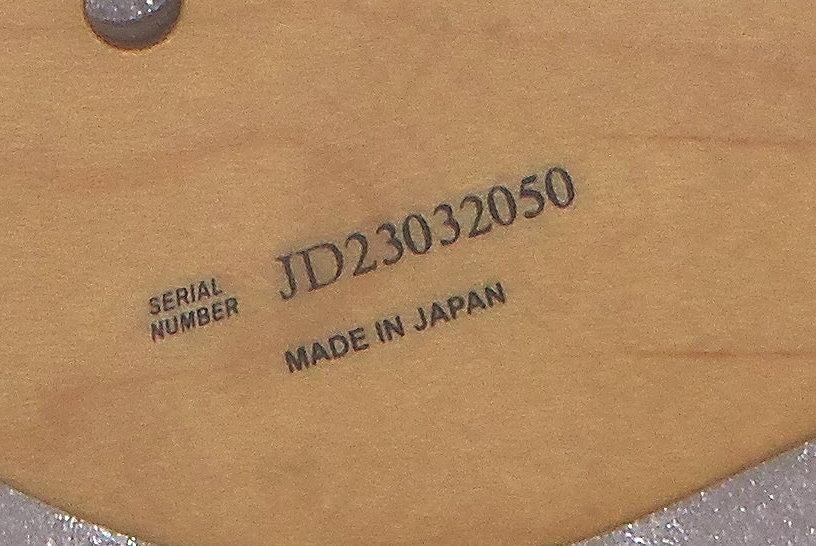 SERIAL
NUMBER
JD23032050
MADE IN JAPAN